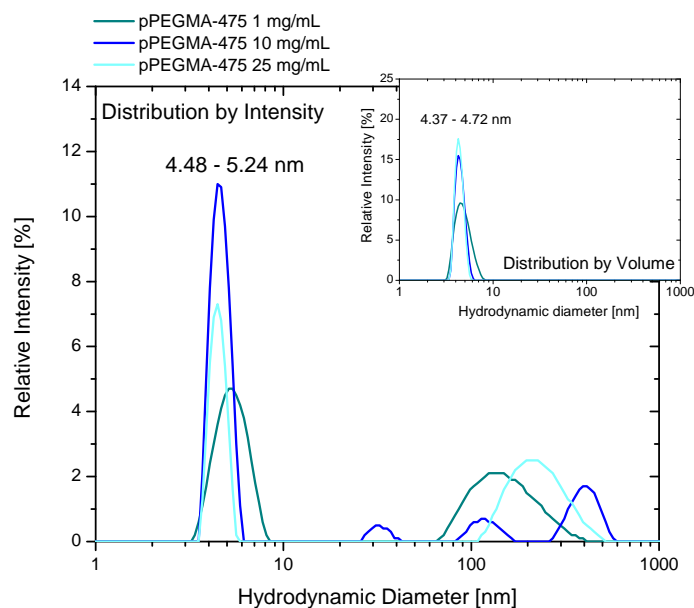 pPEGMA-475 1 mg/mL
pPEGMA-475 10 mg/mL
pPEGMA-475 25 mg/mL
Distribution by Intensity
4.48 - 5.24 nm
Relative Intensity [%]
14
12
10
8
6
4
2
0
1
10
100
1000
Hydrodynamic Diameter [nm]
4.37 - 4.72 nm
Relative Intensity [%]
25
20
15
10
5
0
Distribution by Volume
1
10
100
1000
Hydrodynamic diameter [nm]